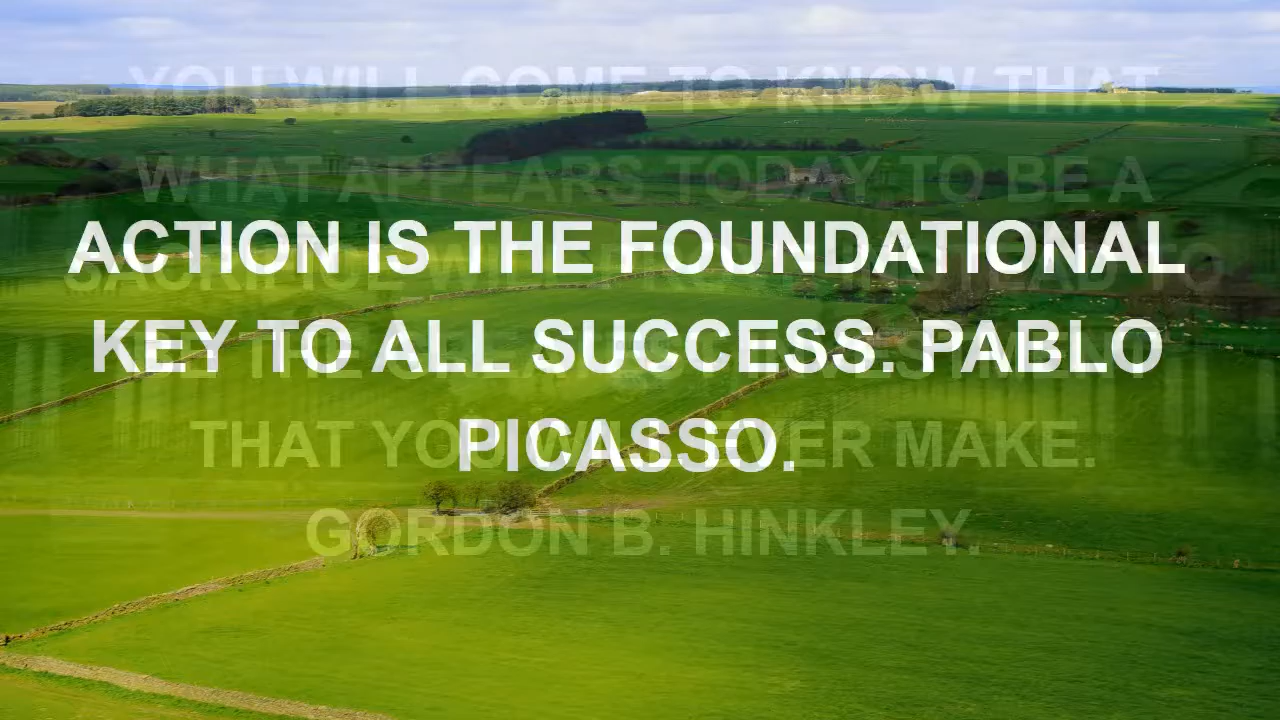 YOU WILL COME TO KNOW THAT
WHAT APPEARS TODAY TO BE A
ACTION IS THE FOUNDATIONAL
SACRIFICE WILL PROVE INSTEAD TO
KEY TO ALL SUCCESS. PABLO
BE THE GREATEST INVESTMENT
PICASSO.
THAT YOU WILL EVER MAKE.
GORDON B. HINKLEY.